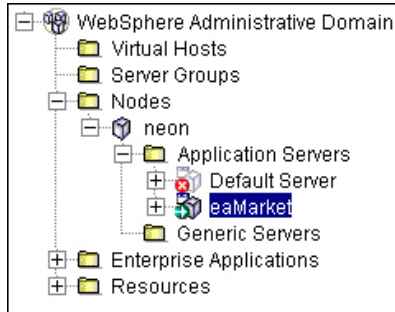 WebSphere Administrative Domain
Virtual Hosts
Server Groups
Nodes
neon
Application Servers
Default Server
eaMarket
Generic Servers
Enterprise Applications
Resources